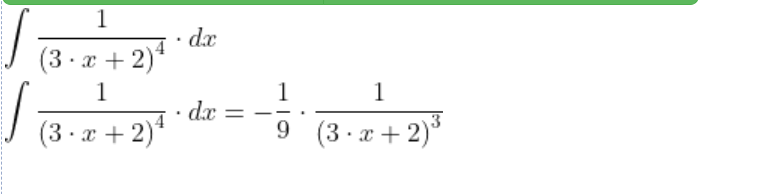 ∫ 1/(3·x+2)^4 · dx
∫ 1/(3·x+2)^4 · dx = −1/9 · 1/(3·x+2)^3